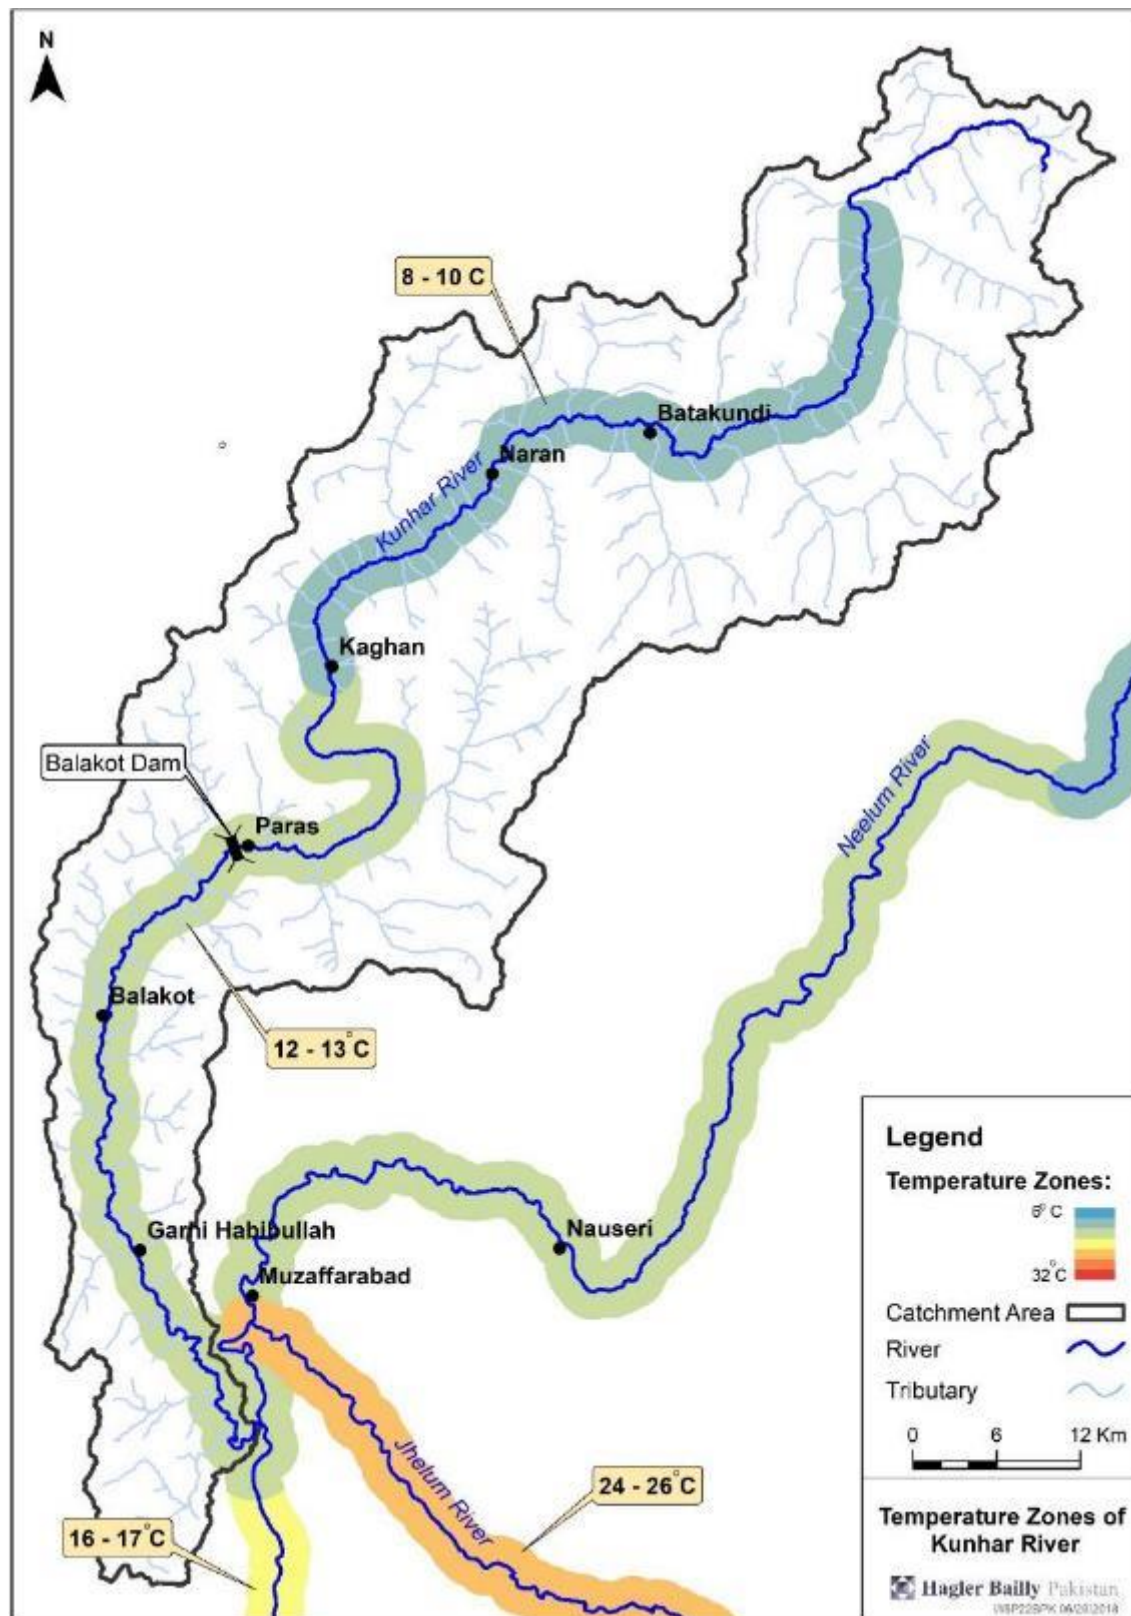 N
8 - 10 C
Batakundi
Naran
Kunhar River
Kaghan
Balakot Dam
Paras
Neelum River
Balakot
12 - 13°C
Garhi Habibullah
Nauseri
Muzaffarabad
Jhelum River
24 - 26°C
16 - 17°C
Legend
Temperature Zones:
6° C
32°C
Catchment Area
River
Tributary
0 6 12 Km
Temperature Zones of
Kunhar River
Hagler Bailly Pakistan